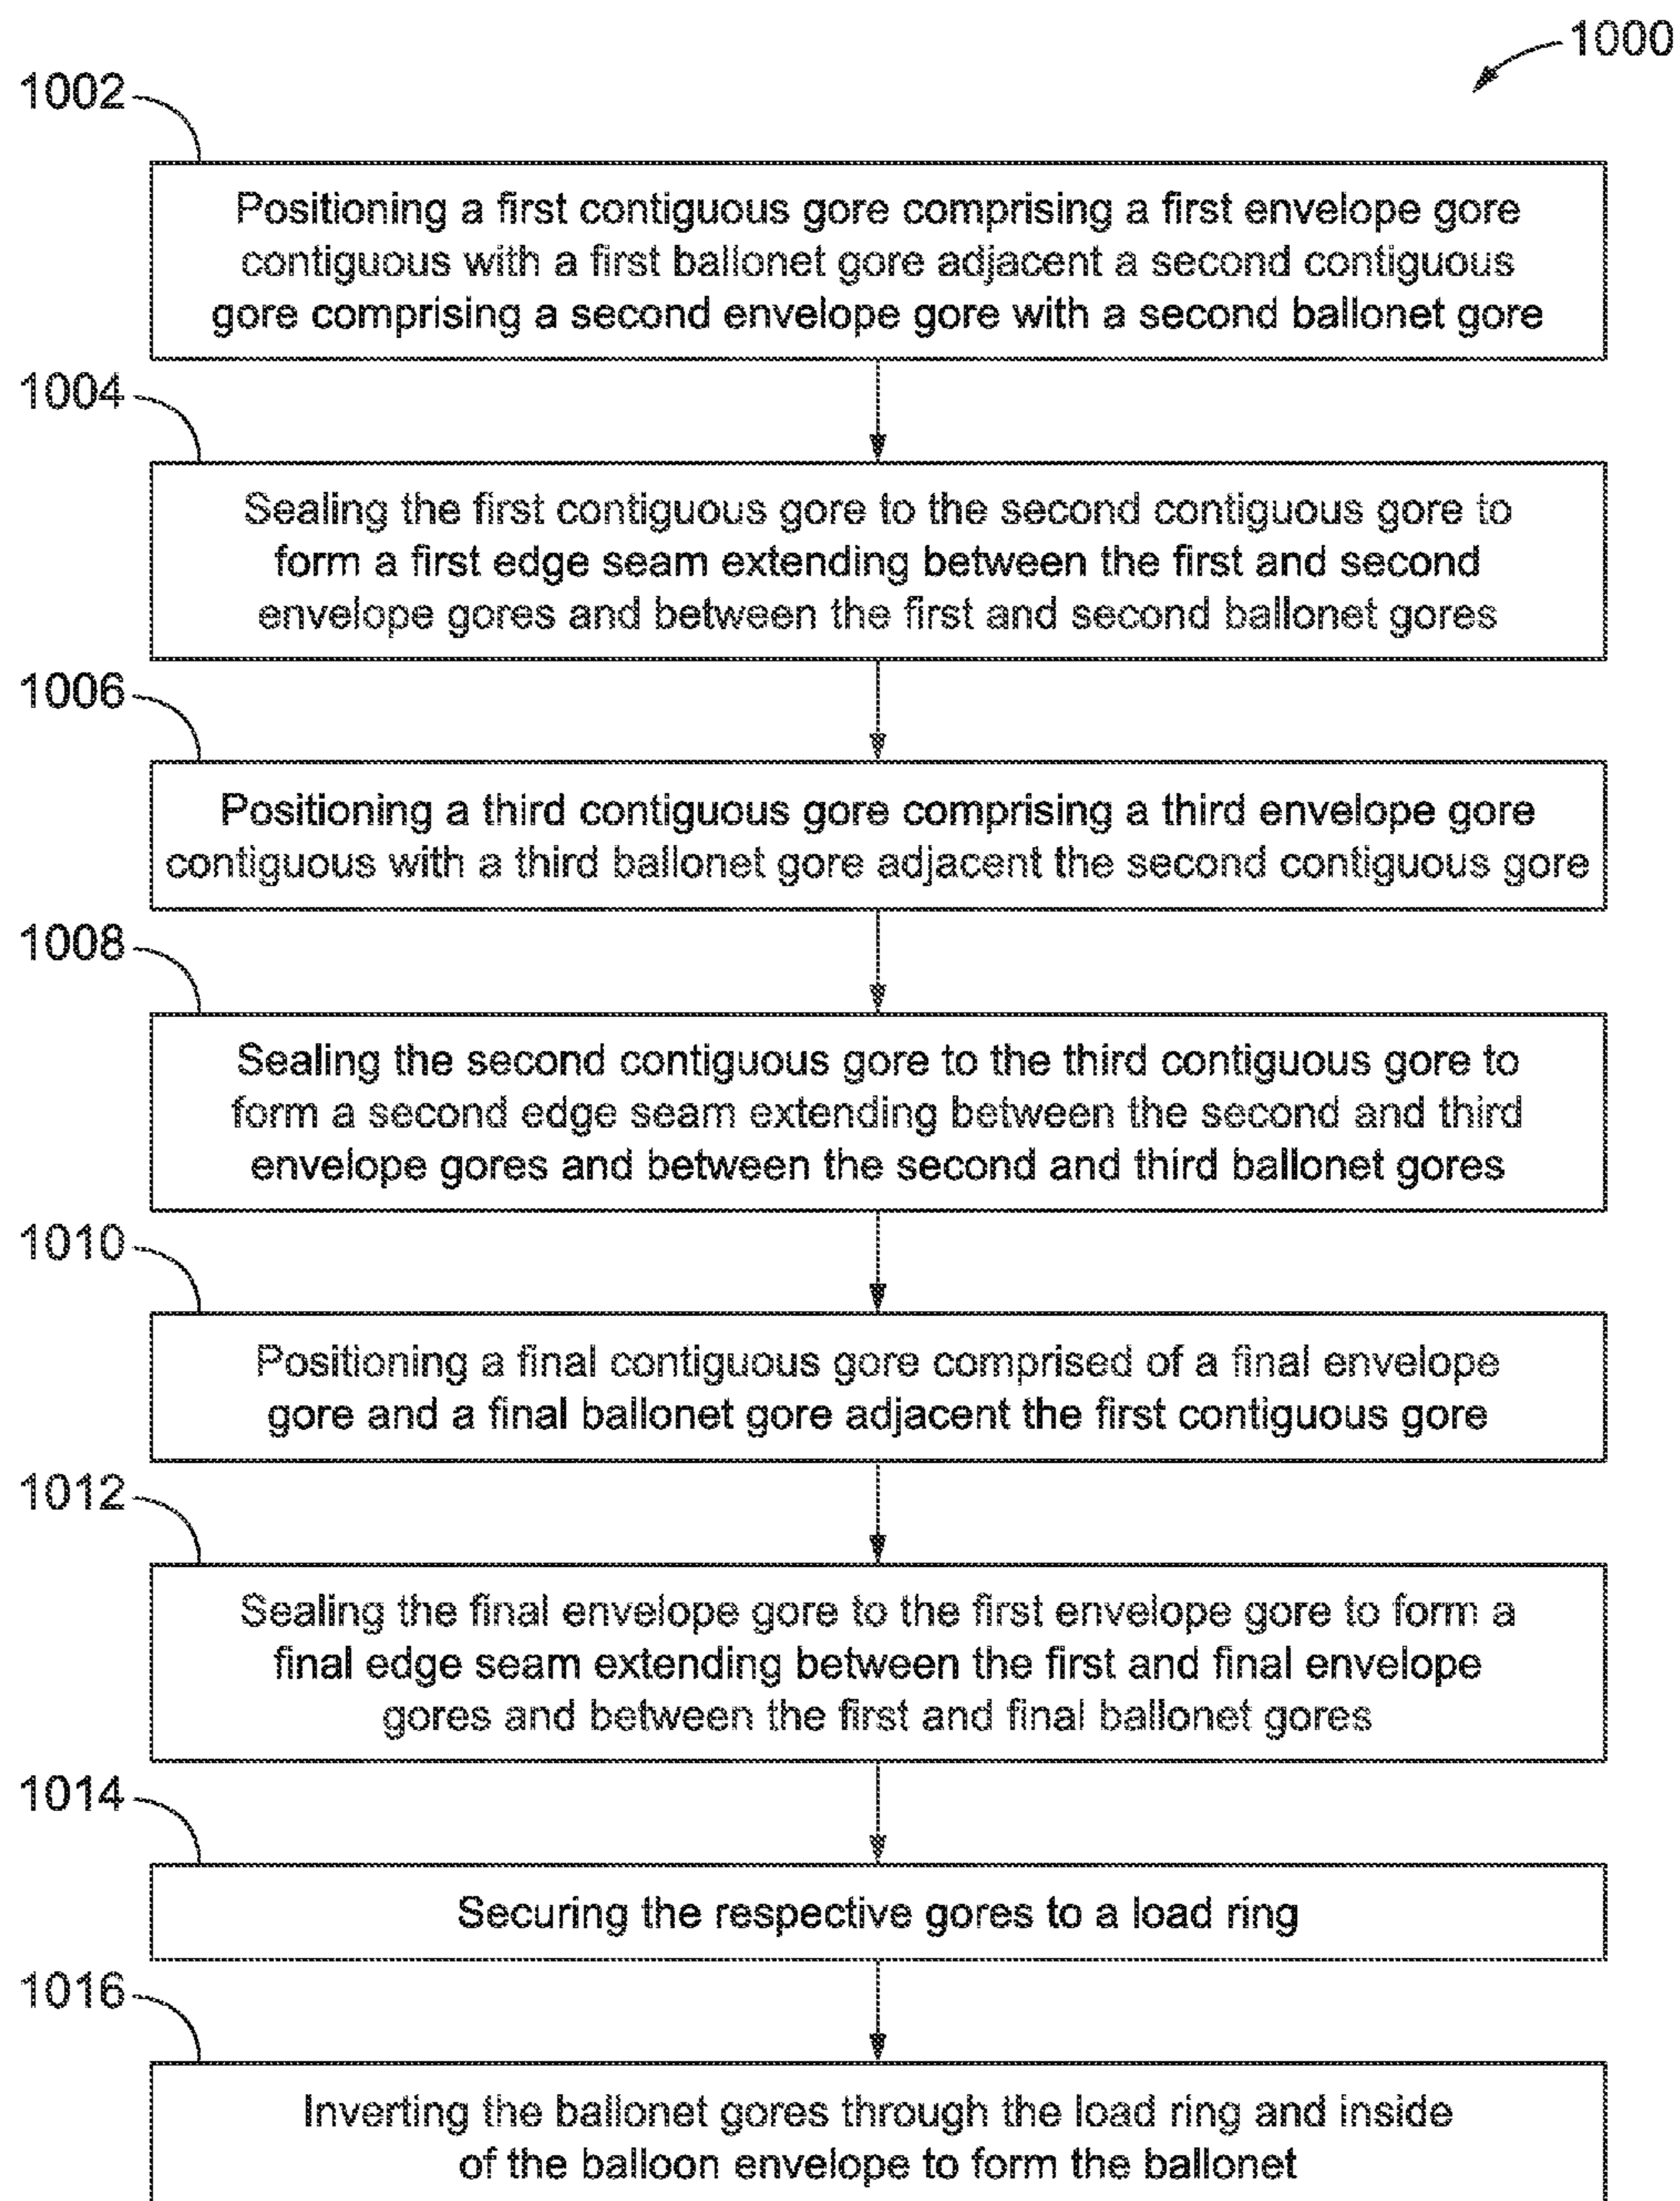 1000
1002
Positioning a first contiguous gore comprising a first envelope gore
contiguous with a first ballonet gore adjacent a second contiguous
gore comprising a second envelope gore with a second ballonet gore
1004
Sealing the first contiguous gore to the second contiguous gore to
form a first edge seam extending between the first and second
envelope gores and between the first and second ballonet gores
1006
Positioning a third contiguous gore comprising a third envelope gore
contiguous with a third ballonet gore adjacent the second contiguous gore
1008
Sealing the second contiguous gore to the third contiguous gore to
form a second edge seam extending between the second and third
envelope gores and between the second and third ballonet gores
1010
Positioning a final contiguous gore comprised of a final envelope
gore and a final ballonet gore adjacent the first contiguous gore
1012
Sealing the final envelope gore to the first envelope gore to form a
final edge seam extending between the first and final envelope
gores and between the first and final ballonet gores
1014
Securing the respective gores to a load ring
1016
Inverting the ballonet gores through the load ring and inside
of the balloon envelope to form the ballonet